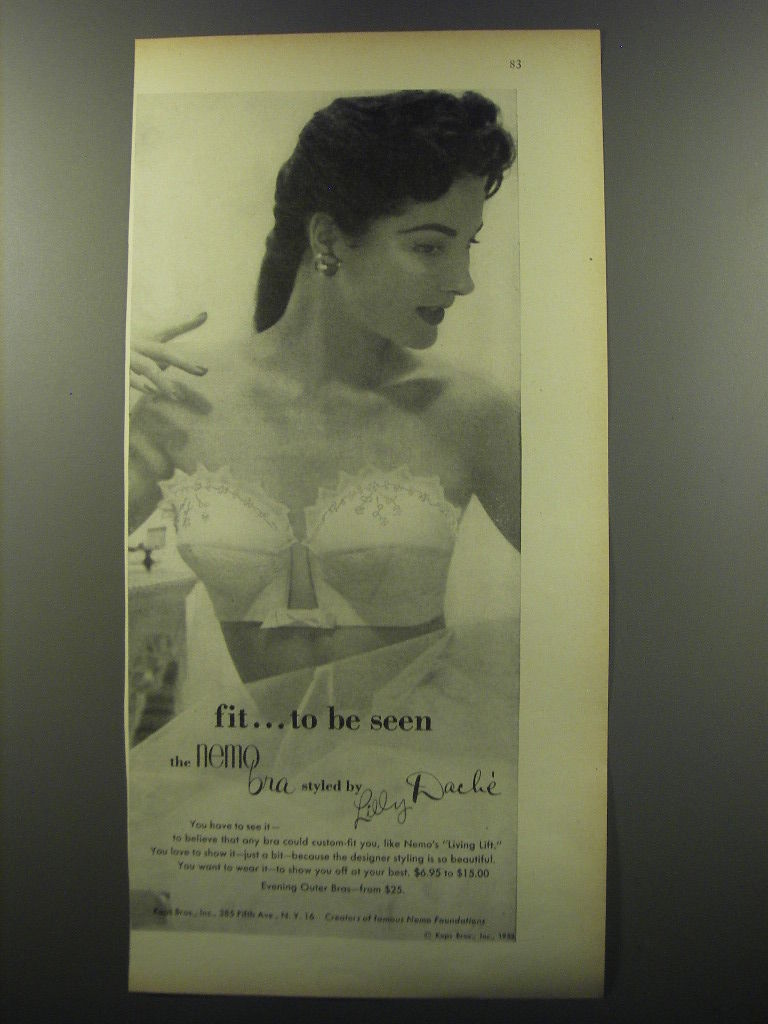 83
fit...to be seen
the nemo bra styled by Lilly Daché
You have to see it—
to believe that any bra could custom-fit you, like Nemo's "Living Lift."
You love to show it—just a bit—because the designer styling is so beautiful.
You want to wear it—to show you off at your best. $6.95 to $15.00
Evening Outer Bras—from $25.
Kops Bros., Inc., 385 Fifth Ave., N. Y. 16 Creators of famous Nemo Foundations
© Kops Bros., Inc.,